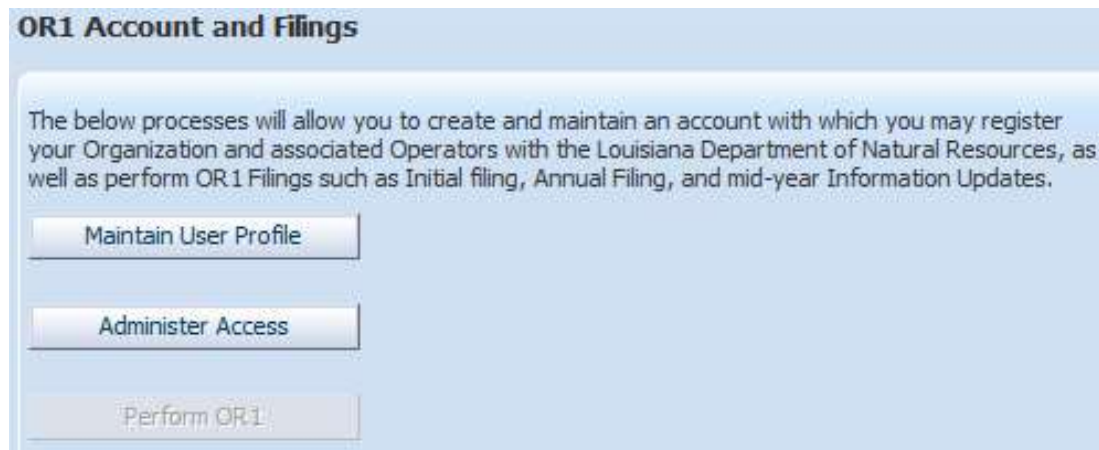 OR1 Account and Filings
The below processes will allow you to create and maintain an account with which you may register
your Organization and associated Operators with the Louisiana Department of Natural Resources, as
well as perform OR1 Filings such as Initial filing, Annual Filing, and mid-year Information Updates.
Maintain User Profile
Administer Access
Perform OR1